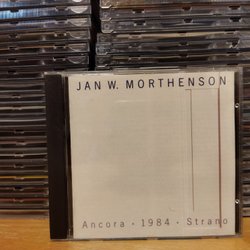 JAN W. MORTHENSON
Ancora · 1984 · Strano